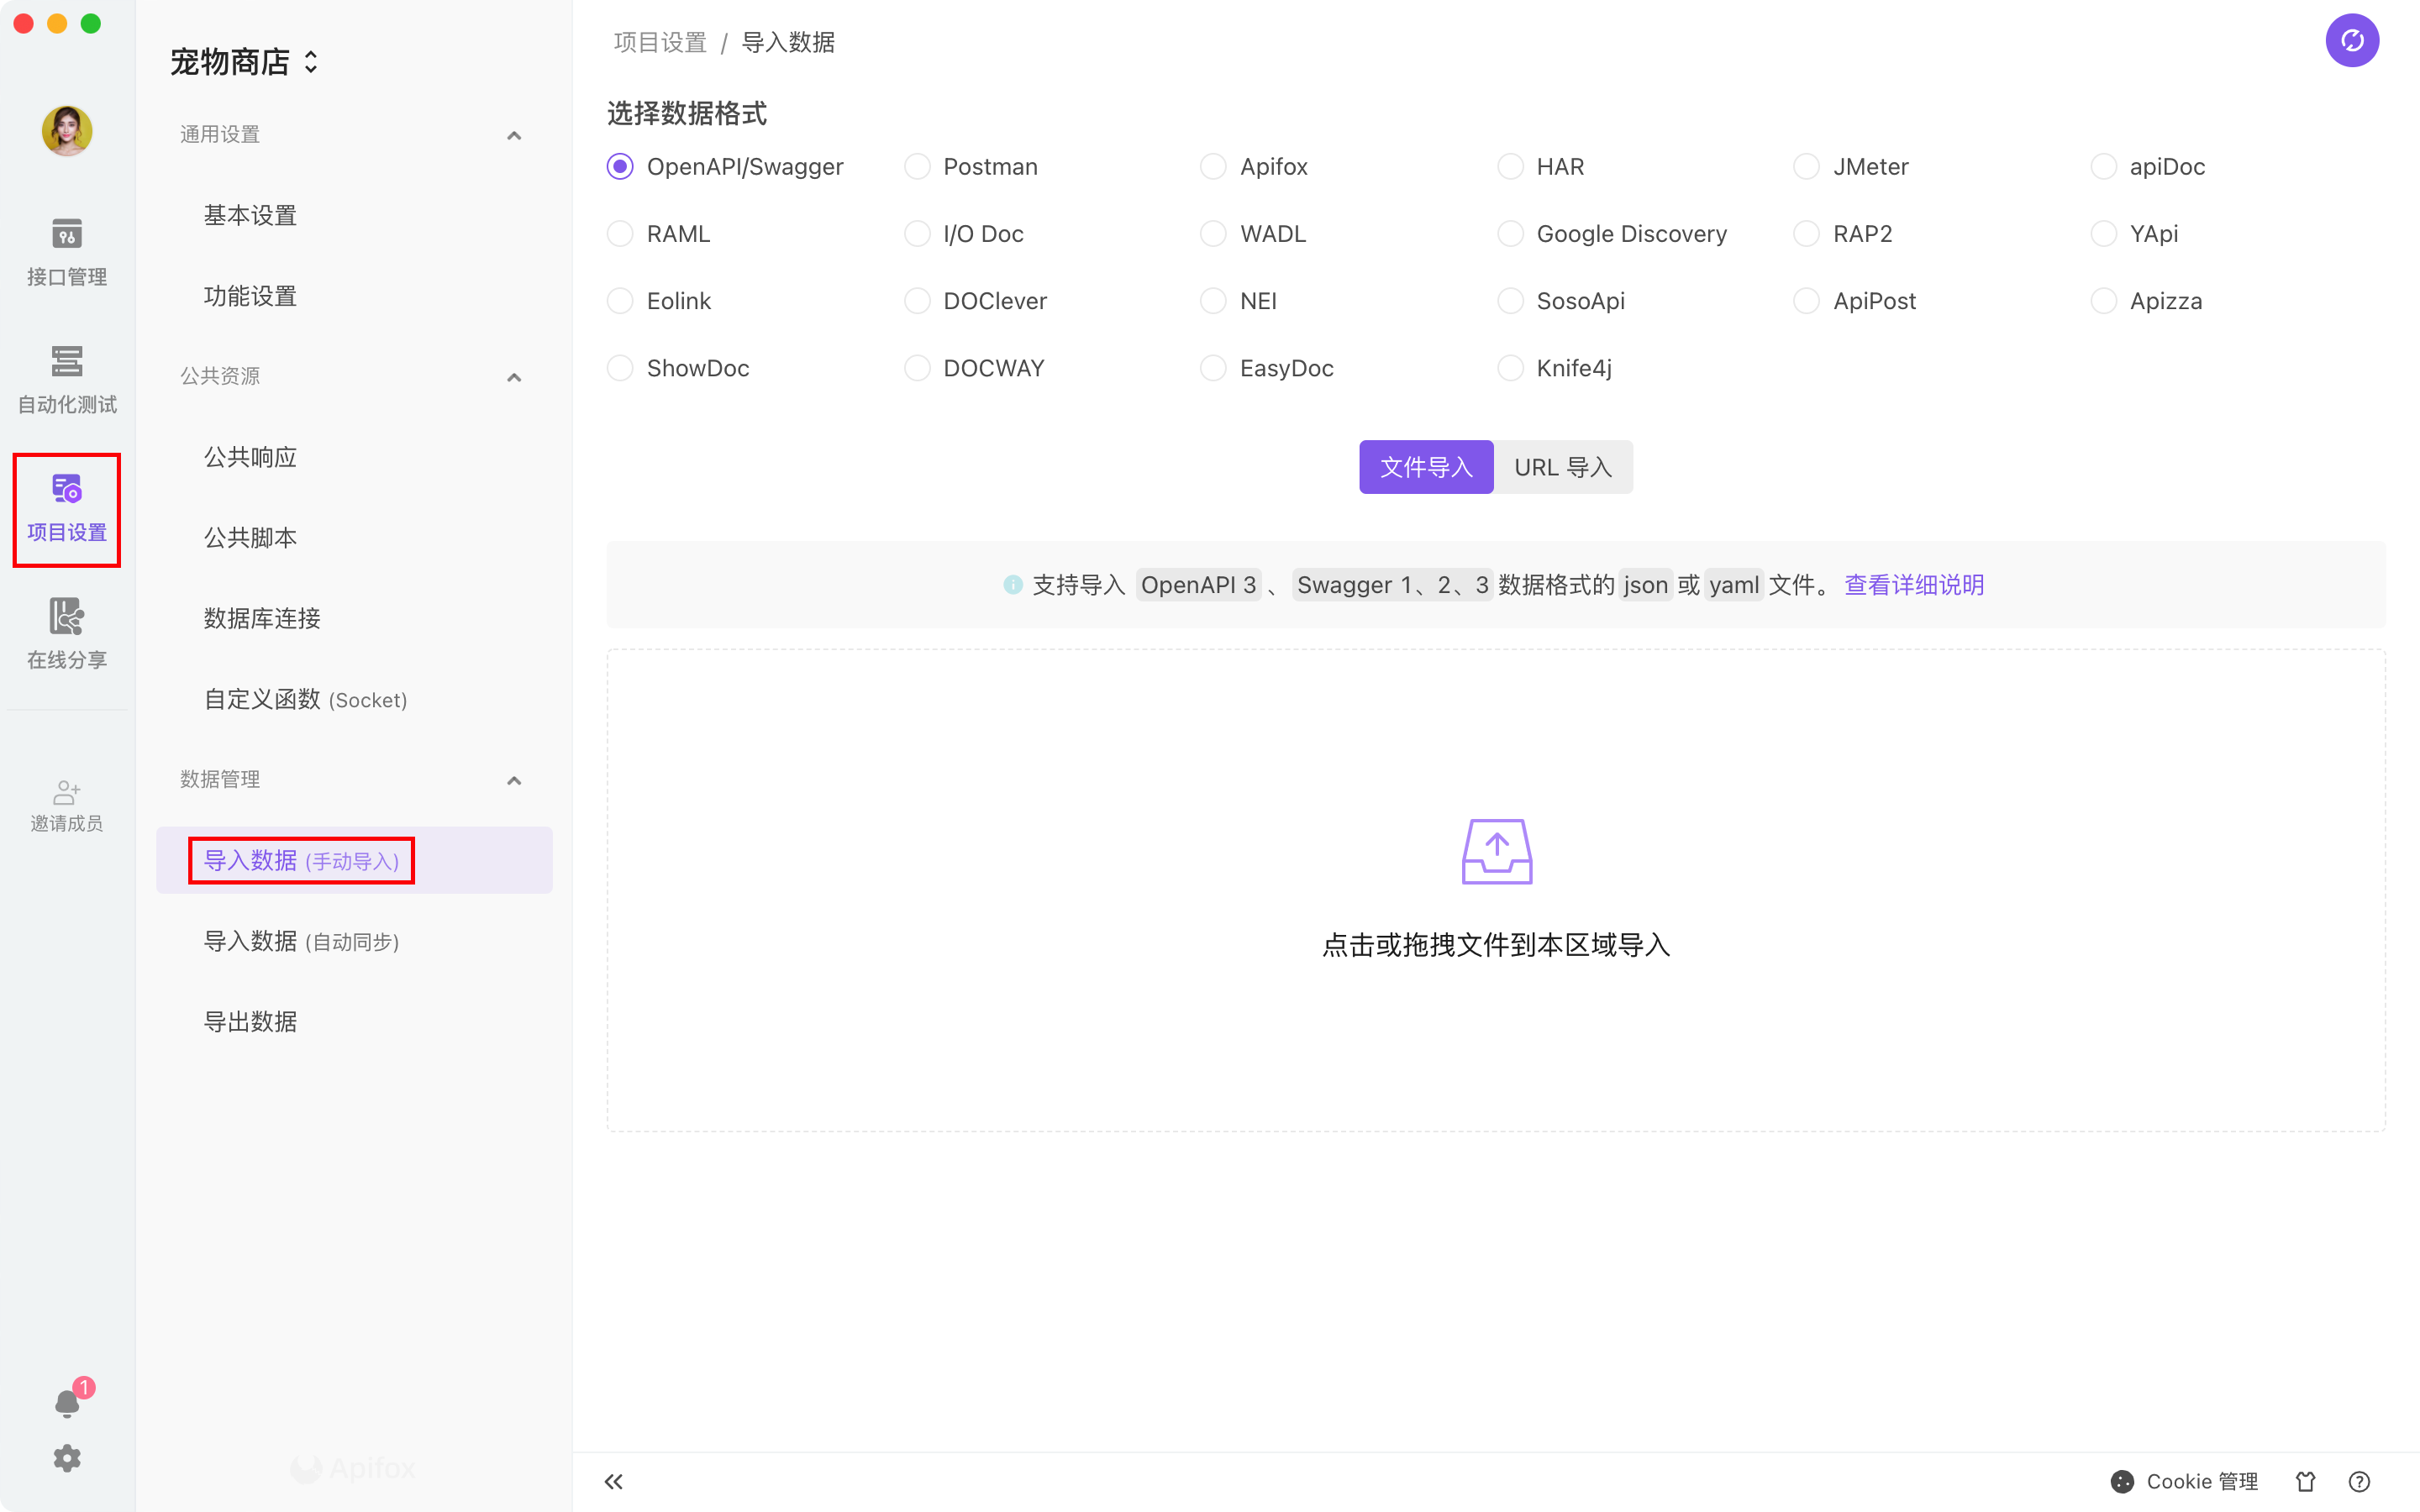 宠物商店
通用设置
基本设置
功能设置
公共资源
公共响应
公共脚本
数据库连接
自定义函数 (Socket)
数据管理
导入数据 (手动导入)
导入数据 (自动同步)
导出数据
Apifox
接口管理
自动化测试
项目设置
在线分享
邀请成员
1
项目设置 / 导入数据
选择数据格式
OpenAPI/Swagger Postman Apifox HAR JMeter apiDoc
RAML I/O Doc WADL Google Discovery RAP2 YApi
Eolink DOClever NEI SosoApi ApiPost Apizza
ShowDoc DOCWAY EasyDoc Knife4j
文件导入 URL 导入
支持导入 OpenAPI 3 、 Swagger 1、2、3 数据格式的 json 或 yaml 文件。 查看详细说明
点击或拖拽文件到本区域导入
Cookie 管理